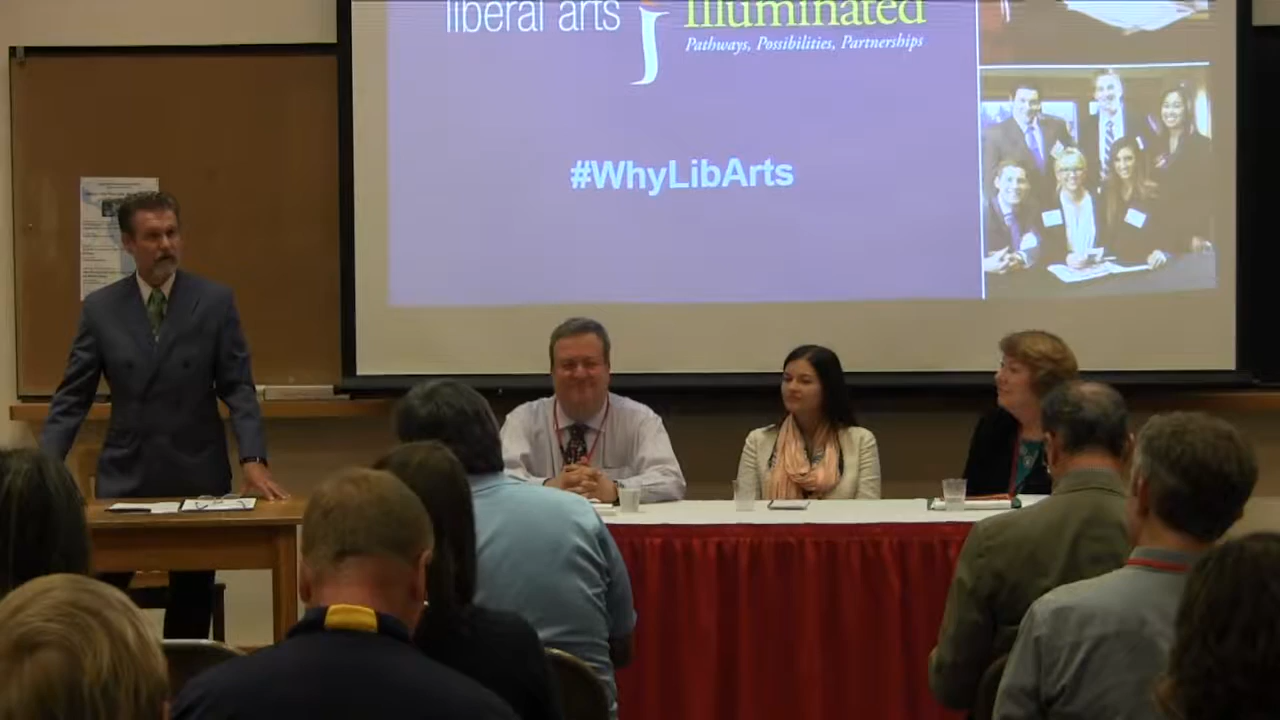 liberal arts Illuminated
Pathways, Possibilities, Partnerships
#WhyLibArts